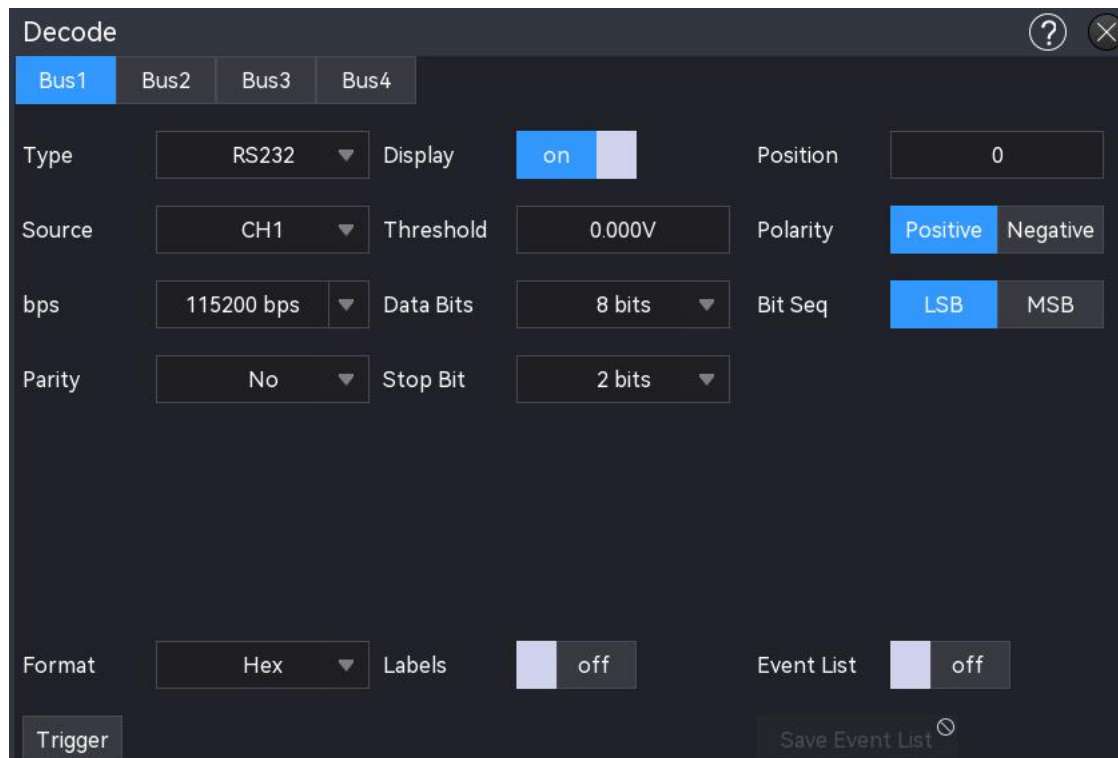 Decode ?
Bus1 Bus2 Bus3 Bus4
Type RS232 Display on Position 0
Source CH1 Threshold 0.000V Polarity Positive Negative
bps 115200 bps Data Bits 8 bits Bit Seq LSB MSB
Parity No Stop Bit 2 bits
Format Hex Labels off Event List off
Trigger Save Event List